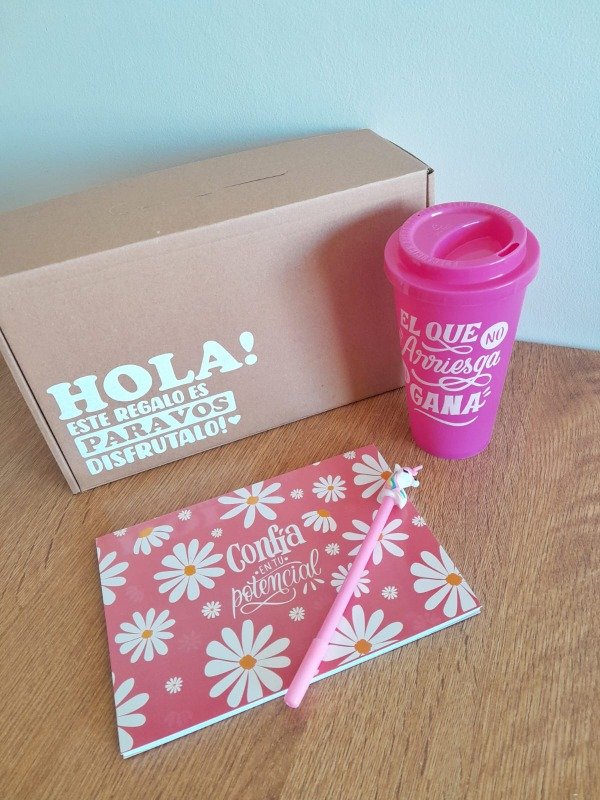 HOLA!
ESTE REGALO ES
PARA VOS
DISFRUTALO!
EL QUE NO
Arriesga
GANA
Confía
EN TU
potencial